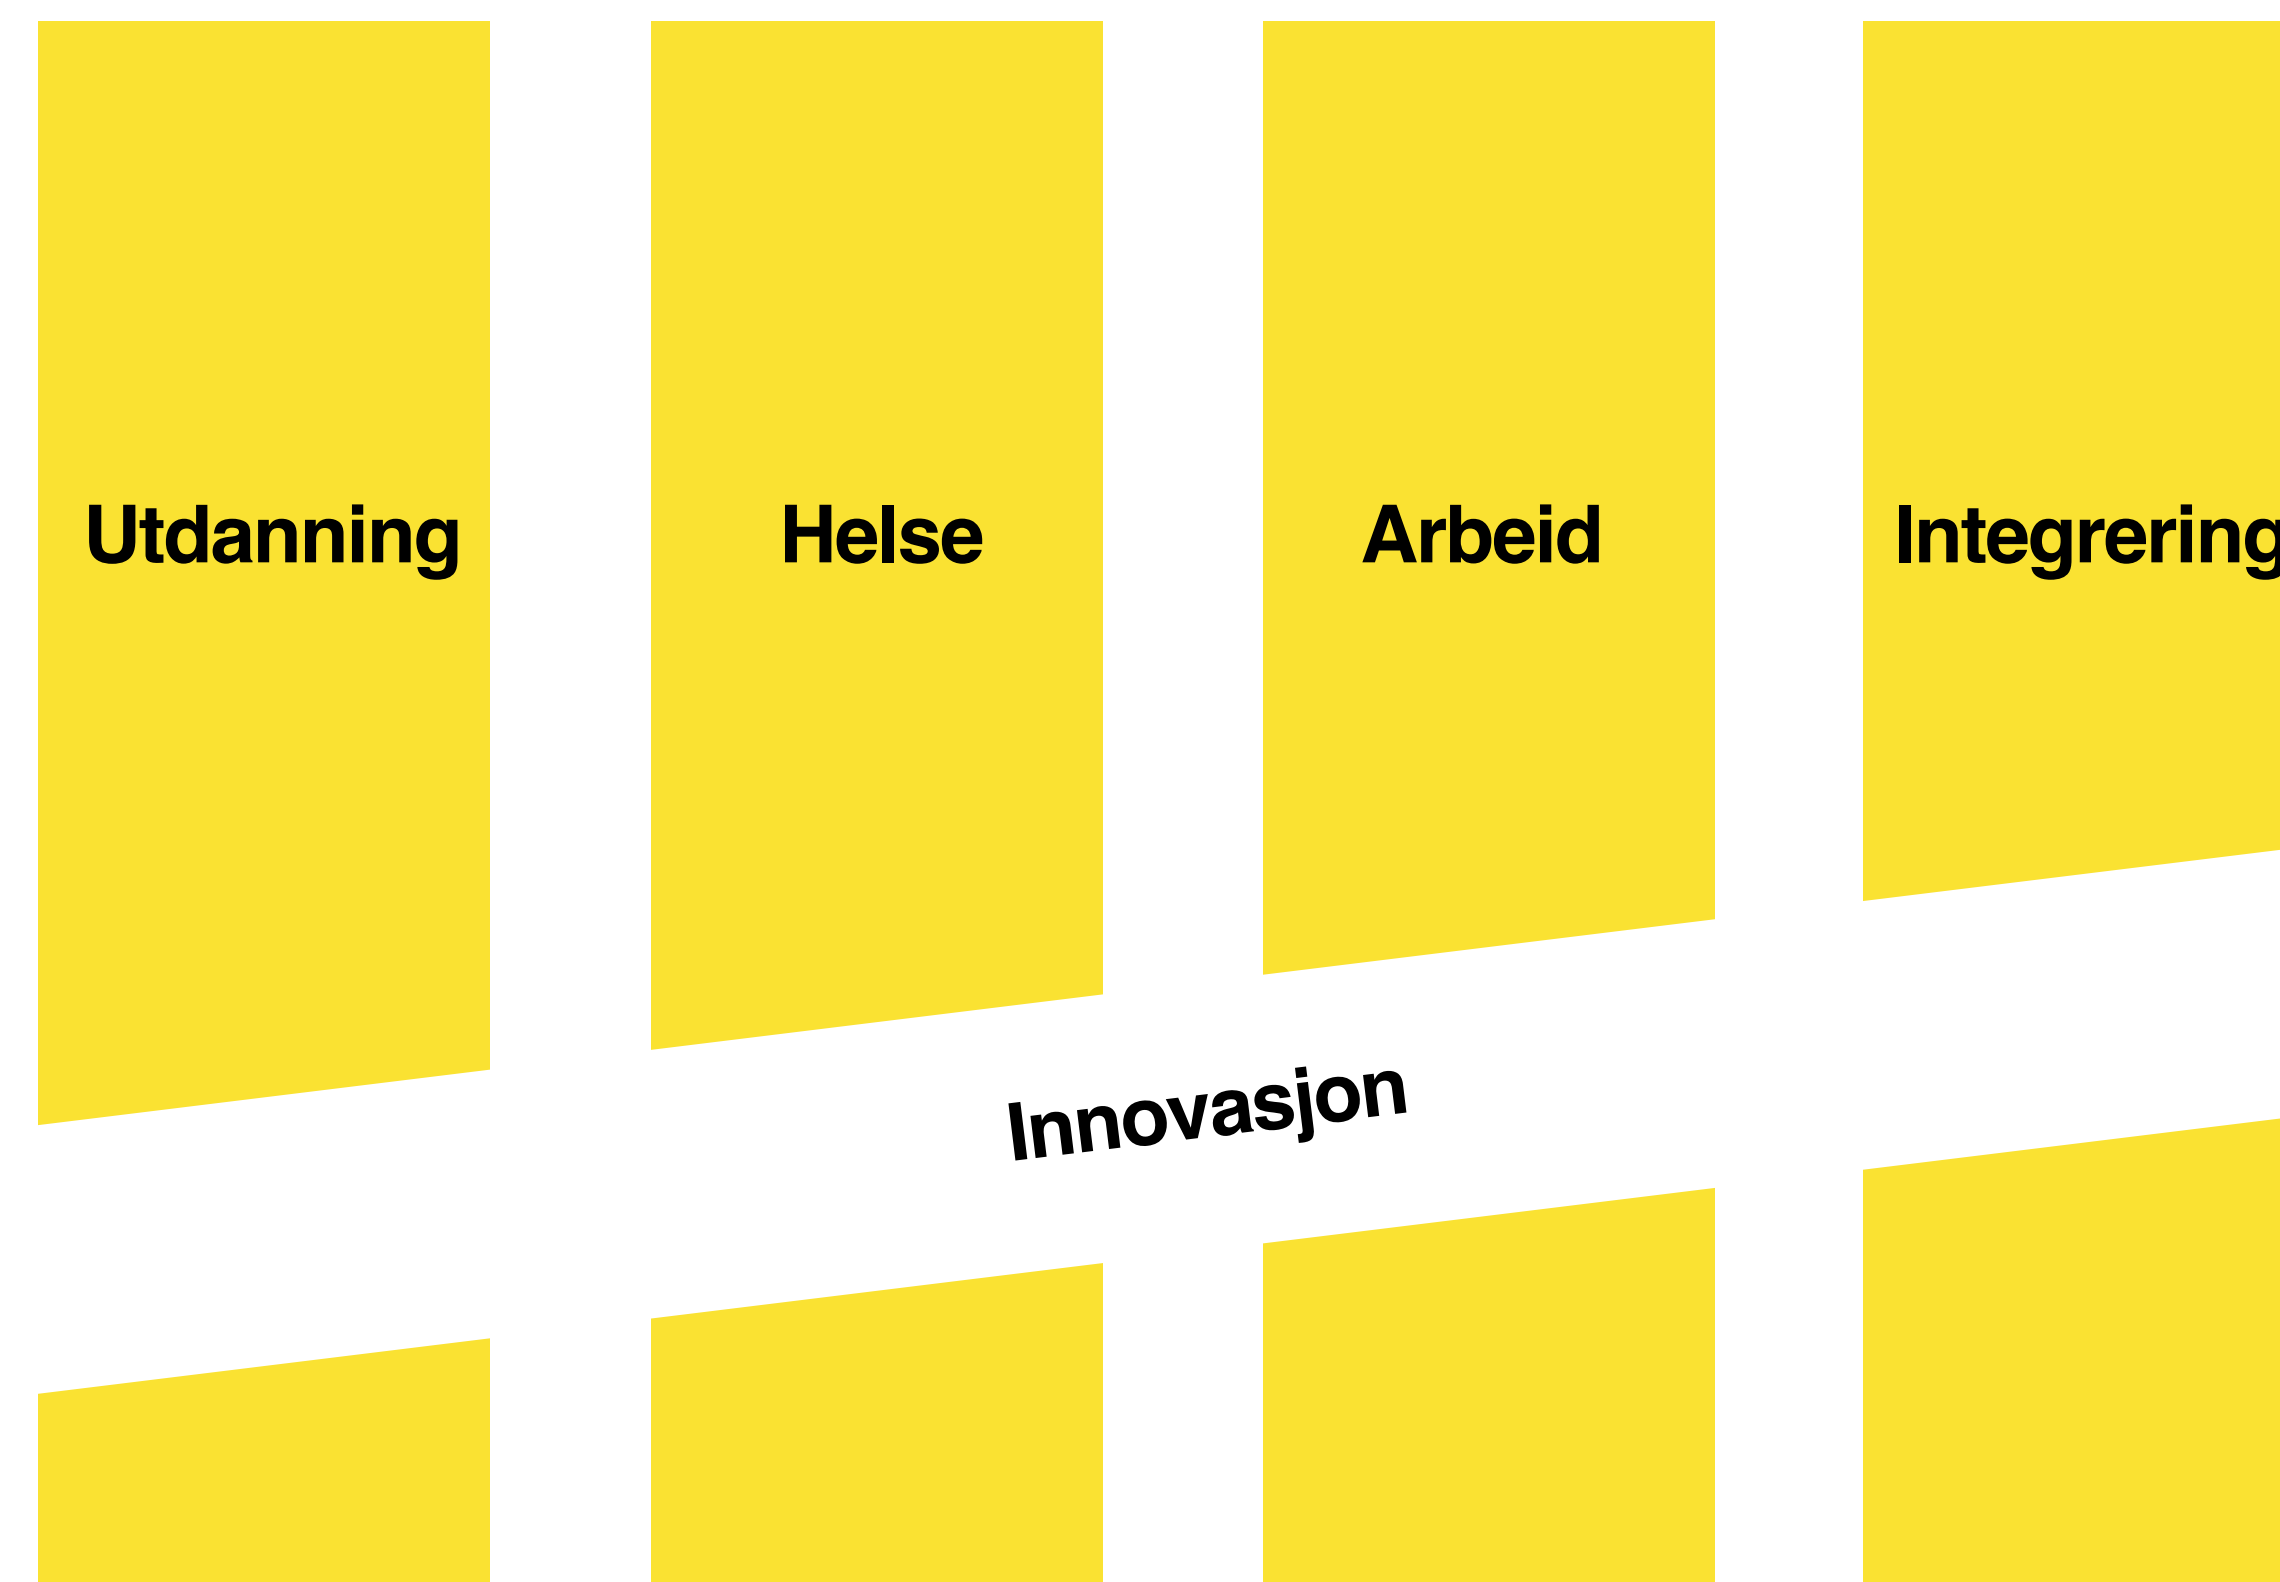 Utdanning
Helse
Arbeid
Integrering
Innovasjon